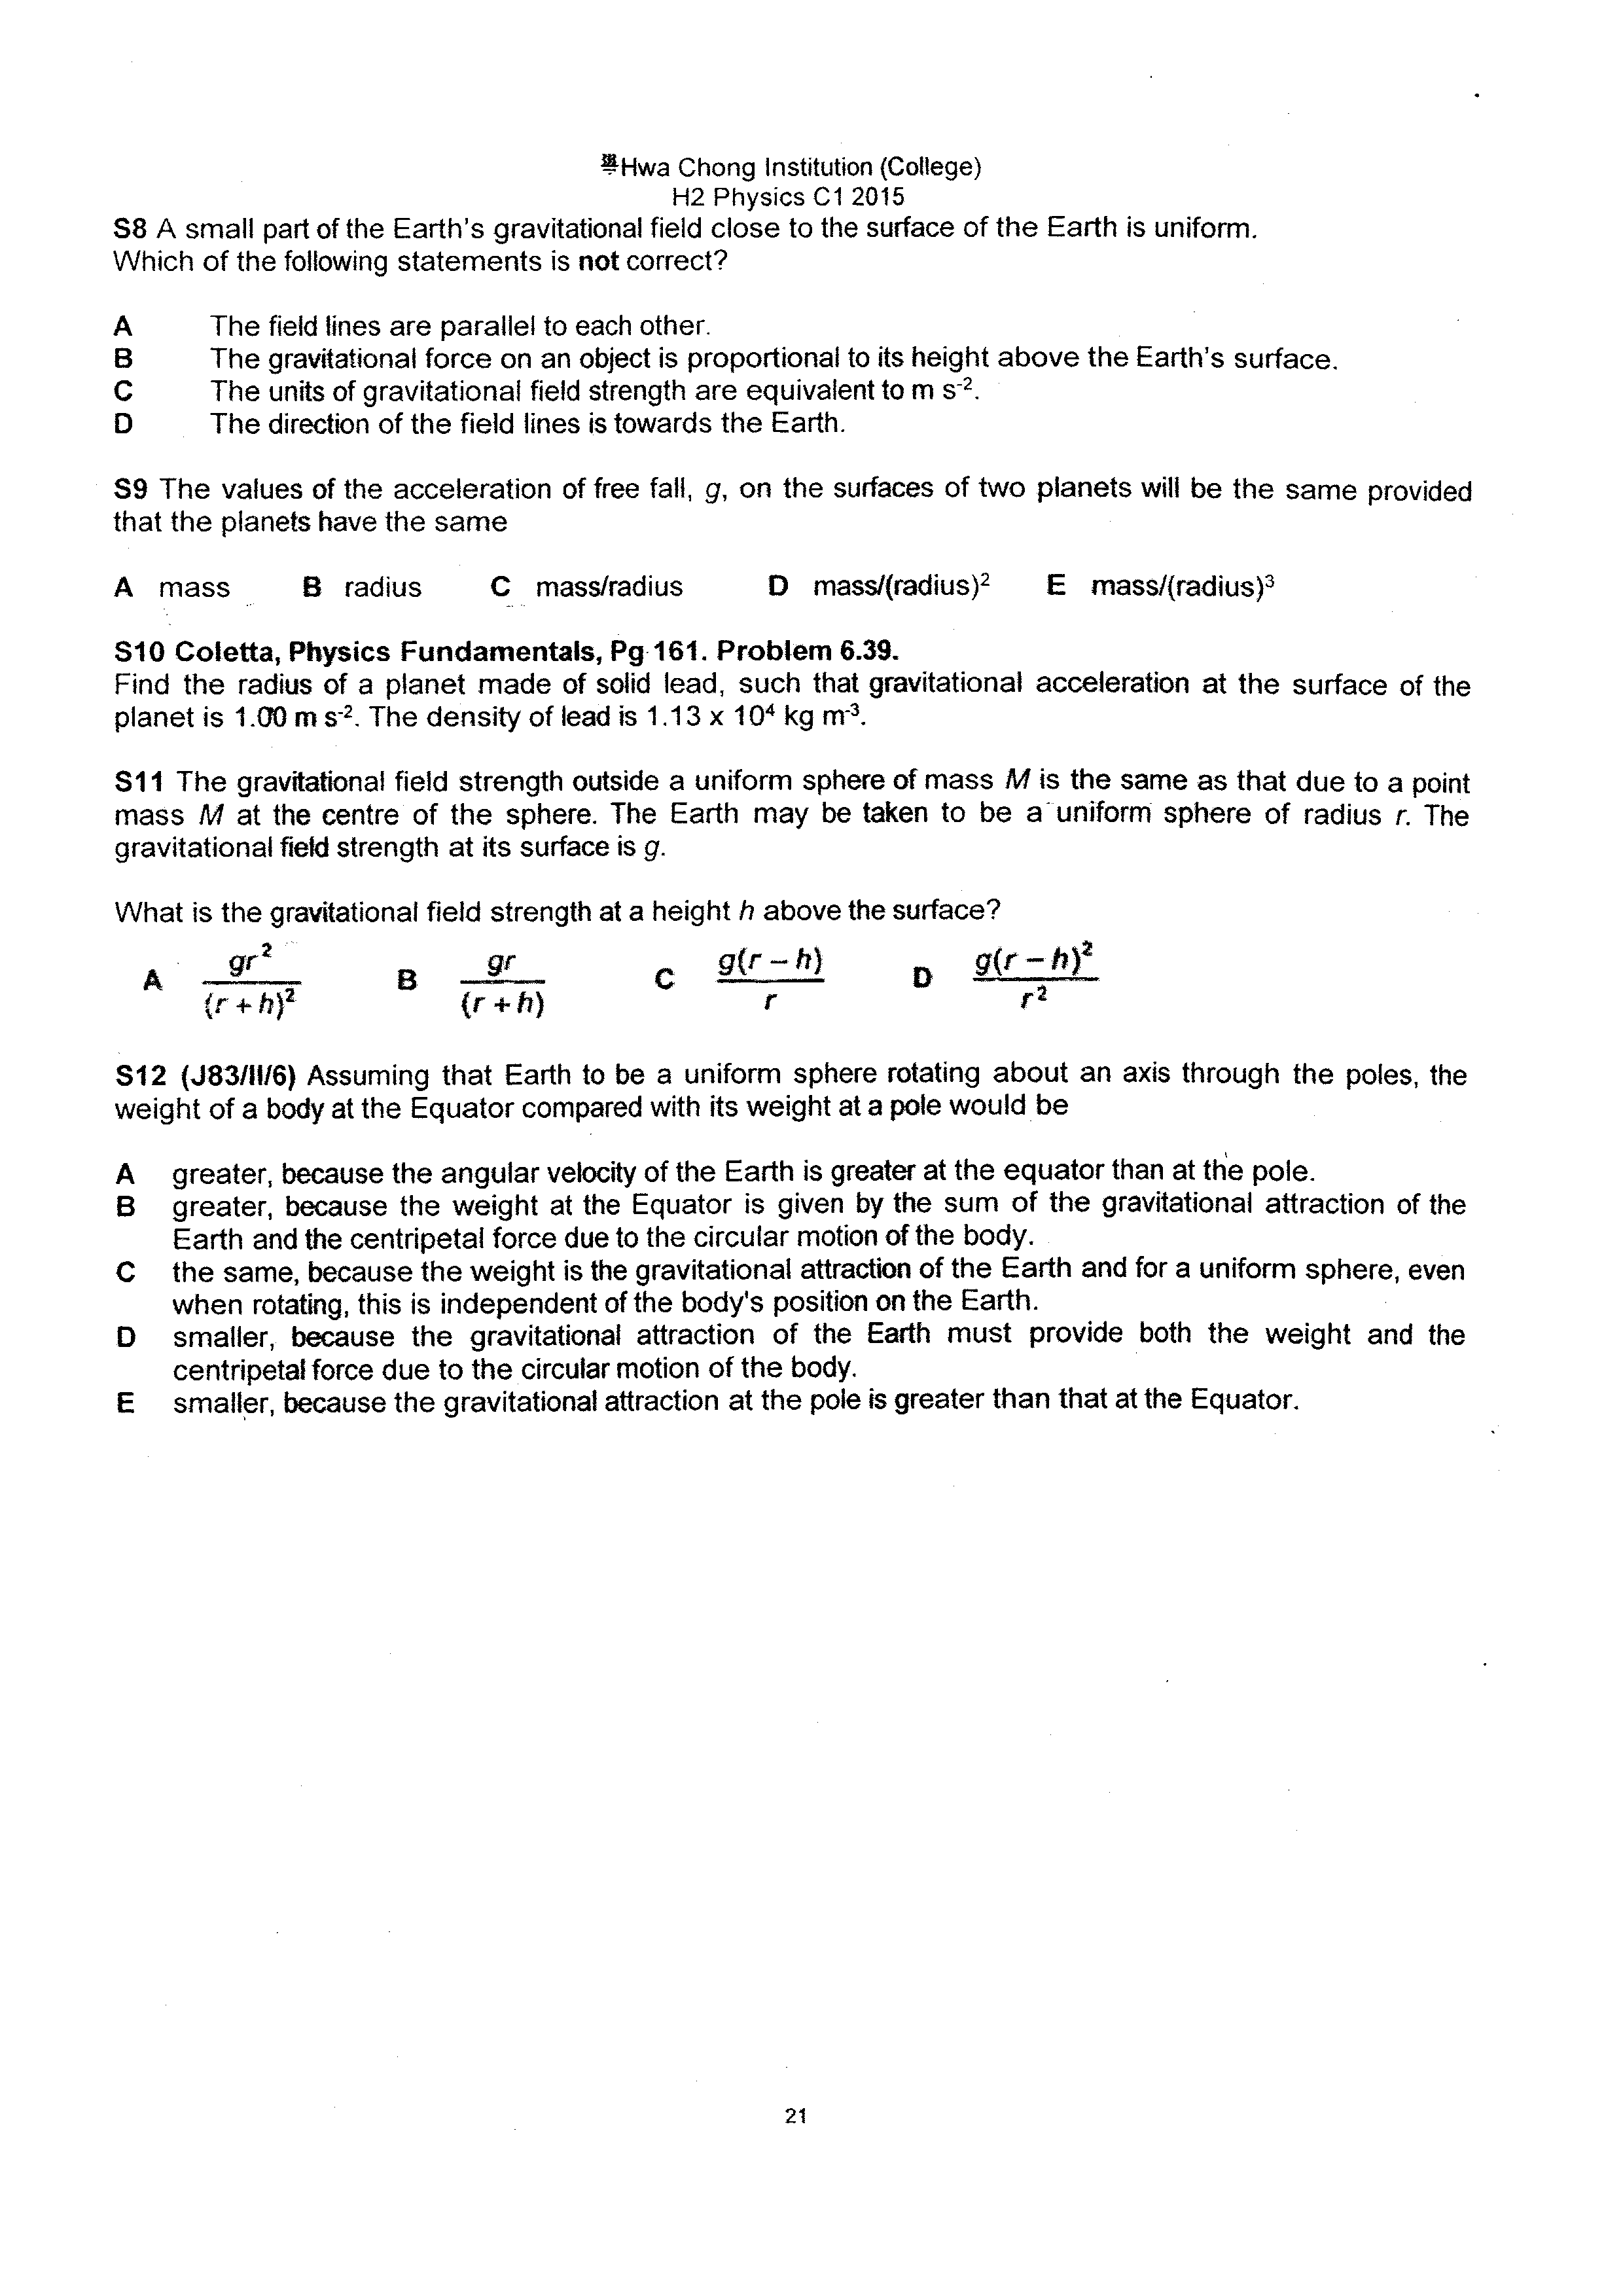 Hwa Chong Institution (College)
H2 Physics C1 2015
S8 A small part of the Earth's gravitational field close to the surface of the Earth is uniform.
Which of the following statements is not correct?
A The field lines are parallel to each other.
B The gravitational force on an object is proportional to its height above the Earth's surface.
C The units of gravitational field strength are equivalent to m s⁻².
D The direction of the field lines is towards the Earth.
S9 The values of the acceleration of free fall, g, on the surfaces of two planets will be the same provided
that the planets have the same
A mass B radius C mass/radius D mass/(radius)² E mass/(radius)³
S10 Coletta, Physics Fundamentals, Pg 161. Problem 6.39.
Find the radius of a planet made of solid lead, such that gravitational acceleration at the surface of the
planet is 1.00 m s⁻². The density of lead is 1.13 x 10⁴ kg m⁻³.
S11 The gravitational field strength outside a uniform sphere of mass M is the same as that due to a point
mass M at the centre of the sphere. The Earth may be taken to be a uniform sphere of radius r. The
gravitational field strength at its surface is g.
What is the gravitational field strength at a height h above the surface?
A gr²/(r + h)² B gr/(r + h) C g(r – h)/r D g(r – h)²/r²
S12 (J83/II/6) Assuming that Earth to be a uniform sphere rotating about an axis through the poles, the
weight of a body at the Equator compared with its weight at a pole would be
A greater, because the angular velocity of the Earth is greater at the equator than at the pole.
B greater, because the weight at the Equator is given by the sum of the gravitational attraction of the
Earth and the centripetal force due to the circular motion of the body.
C the same, because the weight is the gravitational attraction of the Earth and for a uniform sphere, even
when rotating, this is independent of the body's position on the Earth.
D smaller, because the gravitational attraction of the Earth must provide both the weight and the
centripetal force due to the circular motion of the body.
E smaller, because the gravitational attraction at the pole is greater than that at the Equator.
21